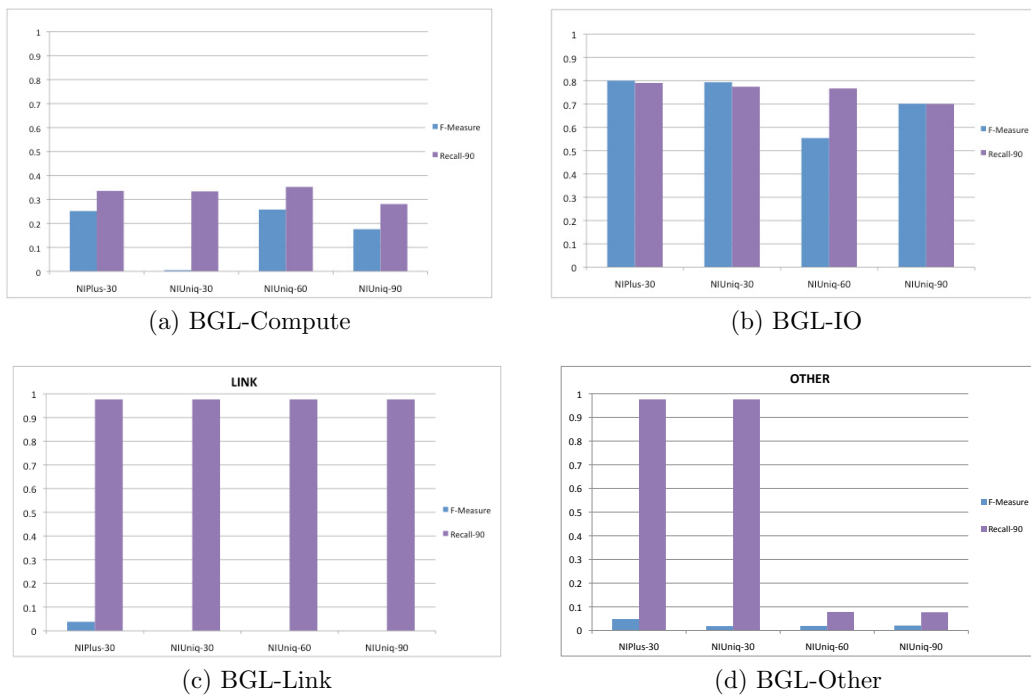 1
0.9
0.8
0.7
0.6
0.5
0.4
0.3
0.2
0.1
0
NIPlus-30 NIUniq-30 NIUniq-60 NIUniq-90
F-Measure
Recall-90
(a) BGL-Compute
1
0.9
0.8
0.7
0.6
0.5
0.4
0.3
0.2
0.1
0
NIPlus-30 NIUniq-30 NIUniq-60 NIUniq-90
F-Measure
Recall-90
(b) BGL-IO
LINK
1
0.9
0.8
0.7
0.6
0.5
0.4
0.3
0.2
0.1
0
NIPlus-30 NIUniq-30 NIUniq-60 NIUniq-90
F-Measure
Recall-90
(c) BGL-Link
OTHER
1
0.9
0.8
0.7
0.6
0.5
0.4
0.3
0.2
0.1
0
NIPlus-30 NIUniq-30 NIUniq-60 NIUniq-90
F-Measure
Recall-90
(d) BGL-Other